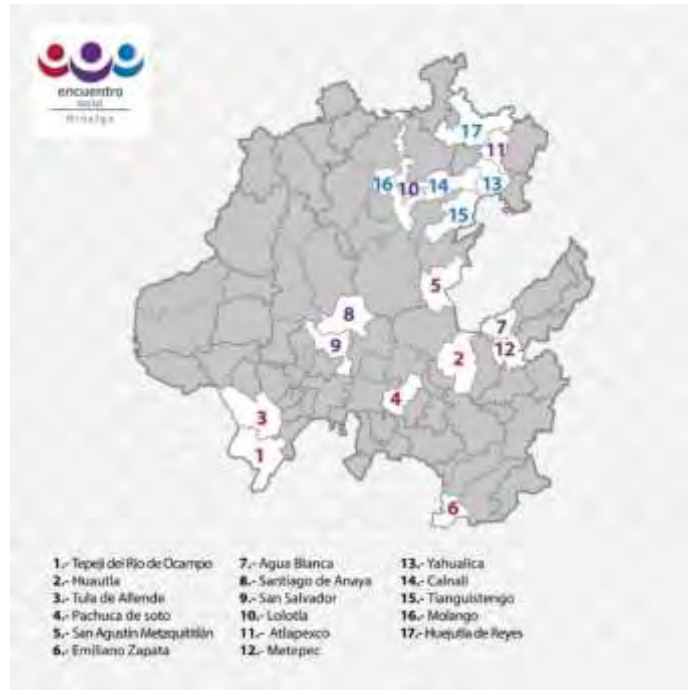 encuentro
social
Hidalgo
17
11
16
10
14
13
15
5
8
7
9
2
12
4
3
1
6
1.- Tepeji del Rio de Ocampo
2.- Huautla
3.- Tula de Allende
4.- Pachuca de soto
5.- San Agustín Metzquititlán
6.- Emiliano Zapata
7.- Agua Blanca
8.- Santiago de Anaya
9.- San Salvador
10.- Lolotla
11.- Atlapexco
12.- Metepec
13.- Yahualica
14.- Calnali
15.- Tianguistengo
16.- Molango
17.- Huejutla de Reyes